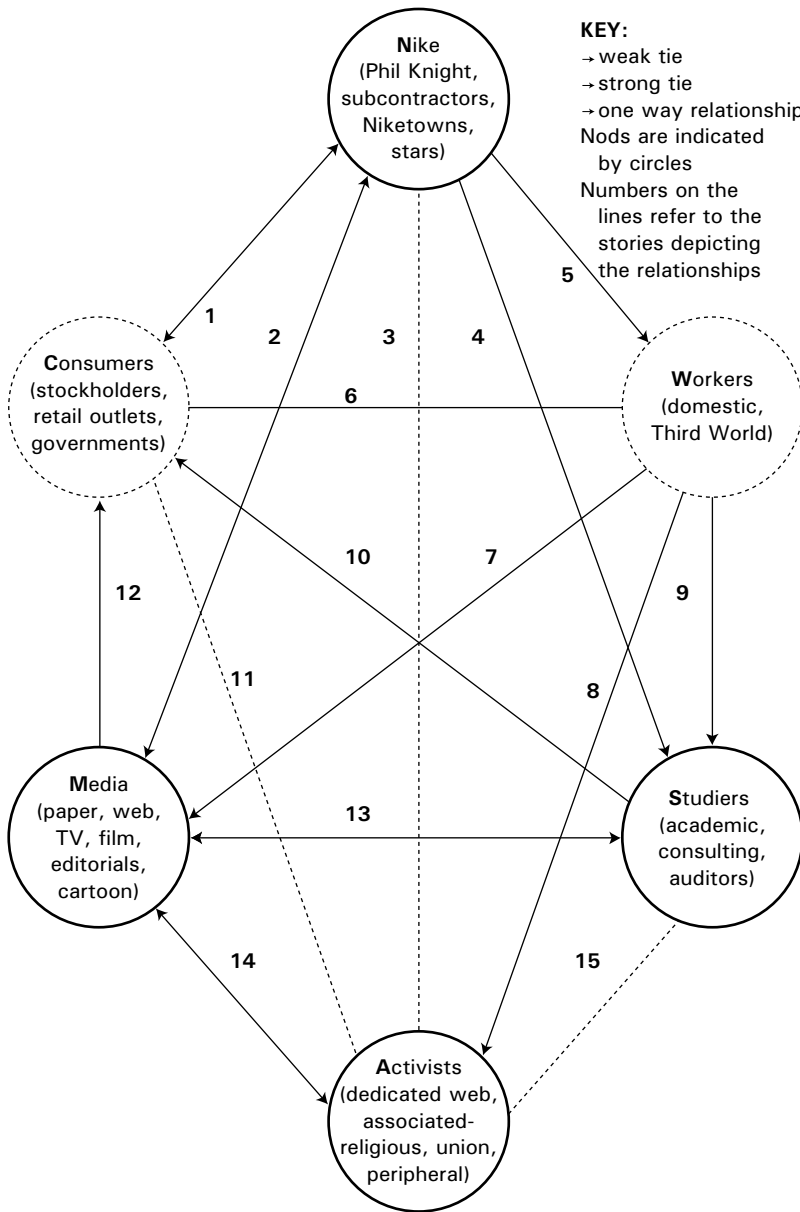 Nike
(Phil Knight,
subcontractors,
Niketowns,
stars)
KEY:
→ weak tie
→ strong tie
→ one way relationship
Nods are indicated
by circles
Numbers on the
lines refer to the
stories depicting
the relationships
1
2
3
4
5
Consumers
(stockholders,
retail outlets,
governments)
6
Workers
(domestic,
Third World)
12
10
7
9
11
8
Media
(paper, web,
TV, film,
editorials,
cartoon)
13
Studiers
(academic,
consulting,
auditors)
14
15
Activists
(dedicated web,
associated-
religious, union,
peripheral)